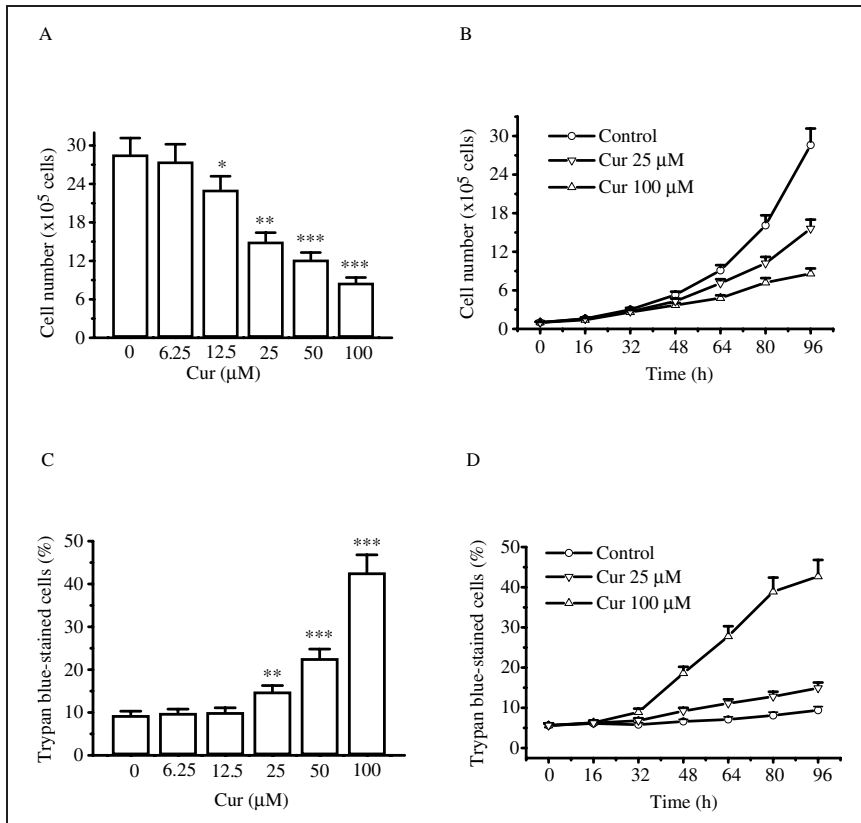 A
Cell number (x10⁵ cells)
30
24
18
12
6
0
*
**
***
***
0 6.25 12.5 25 50 100
Cur (µM)
B
Cell number (x10⁵ cells)
30
24
18
12
6
0
Control
Cur 25 µM
Cur 100 µM
0 16 32 48 64 80 96
Time (h)
C
Trypan blue-stained cells (%)
50
40
30
20
10
0
**
***
***
0 6.25 12.5 25 50 100
Cur (µM)
D
Trypan blue-stained cells (%)
50
40
30
20
10
0
Control
Cur 25 µM
Cur 100 µM
0 16 32 48 64 80 96
Time (h)